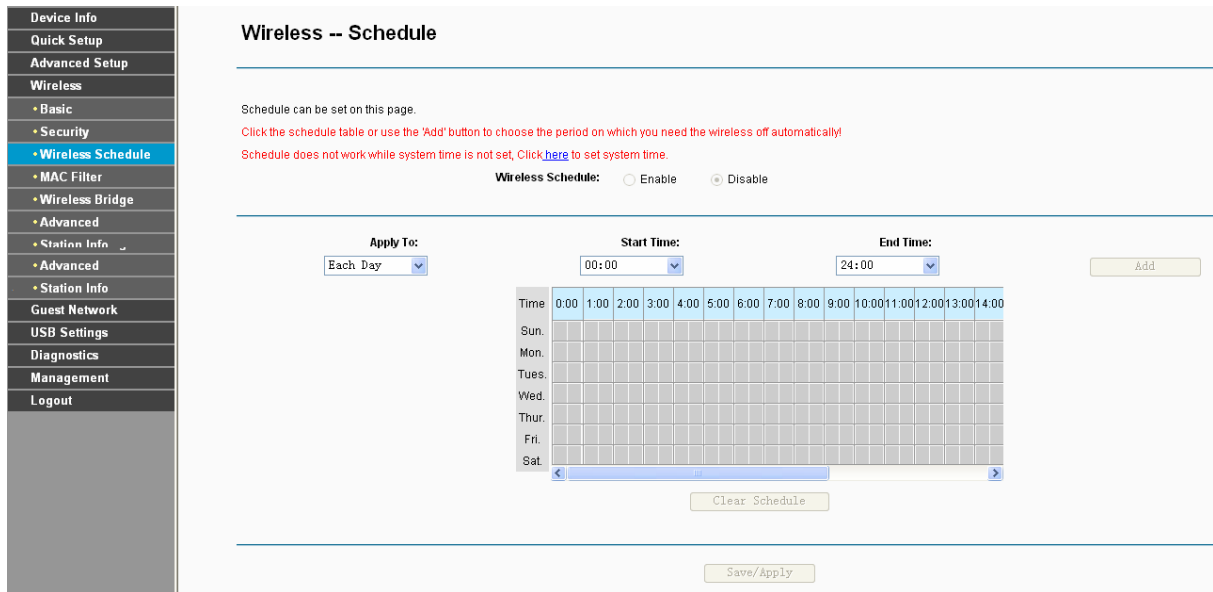 Device Info
Quick Setup
Advanced Setup
Wireless
Basic
Security
Wireless Schedule
MAC Filter
Wireless Bridge
Advanced
Station Info
Advanced
Station Info
Guest Network
USB Settings
Diagnostics
Management
Logout
Wireless -- Schedule
Schedule can be set on this page.
Click the schedule table or use the 'Add' button to choose the period on which you need the wireless off automatically!
Schedule does not work while system time is not set, Click here to set system time.
Wireless Schedule: Enable Disable
Apply To: Start Time: End Time:
Each Day 00:00 24:00 Add
Time 0:00 1:00 2:00 3:00 4:00 5:00 6:00 7:00 8:00 9:00 10:00 11:00 12:00 13:00 14:00
Sun.
Mon.
Tues.
Wed.
Thur.
Fri.
Sat.
Clear Schedule
Save/Apply